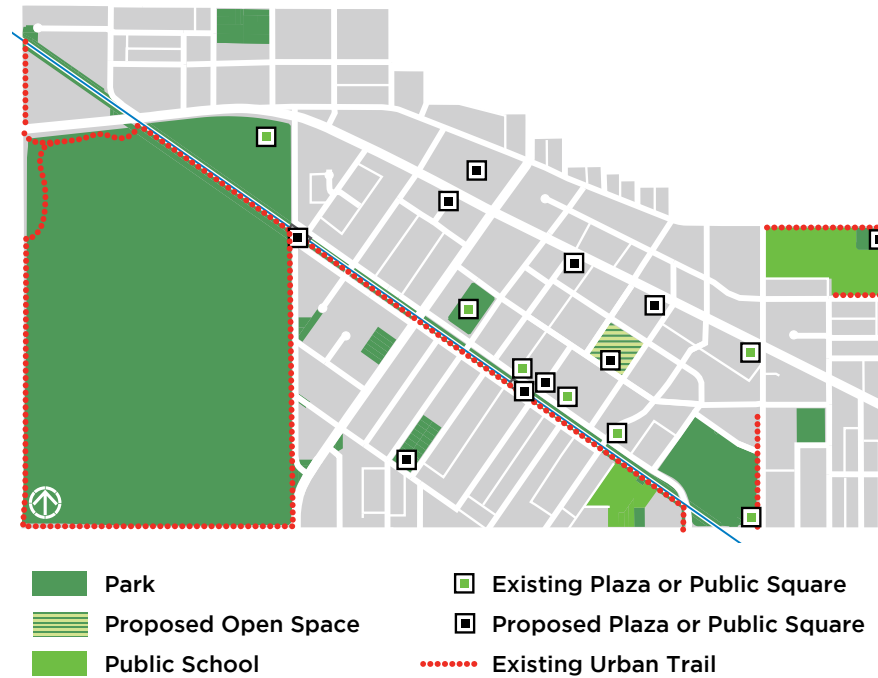 Park
Proposed Open Space
Public School
Existing Plaza or Public Square
Proposed Plaza or Public Square
Existing Urban Trail